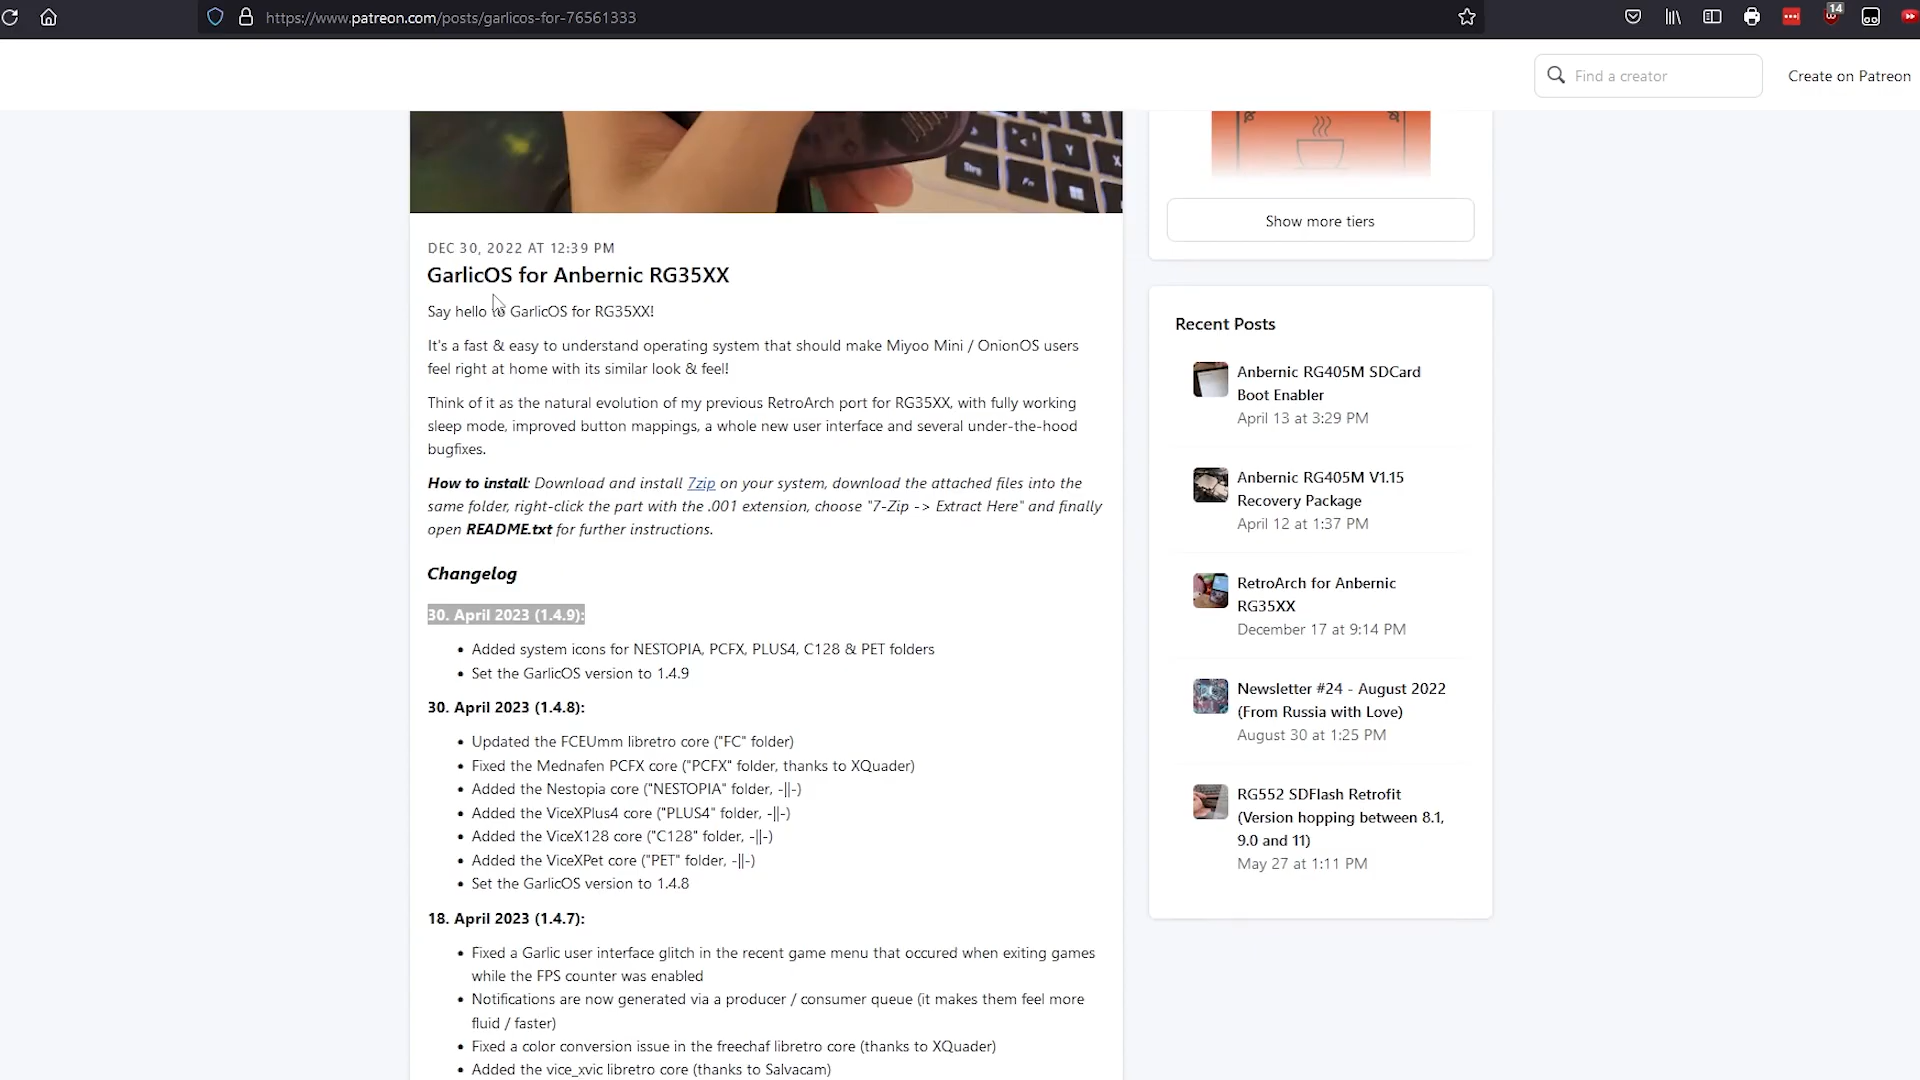 https://www.patreon.com/posts/garlicos-for-76561333
14
Find a creator
Create on Patreon
Show more tiers
DEC 30, 2022 AT 12:39 PM
GarlicOS for Anbernic RG35XX
Say hello to GarlicOS for RG35XX!
It's a fast & easy to understand operating system that should make Miyoo Mini / OnionOS users
feel right at home with its similar look & feel!
Think of it as the natural evolution of my previous RetroArch port for RG35XX, with fully working
sleep mode, improved button mappings, a whole new user interface and several under-the-hood
bugfixes.
How to install: Download and install 7zip on your system, download the attached files into the
same folder, right-click the part with the .001 extension, choose "7-Zip -> Extract Here" and finally
open README.txt for further instructions.
Changelog
30. April 2023 (1.4.9):
• Added system icons for NESTOPIA, PCFX, PLUS4, C128 & PET folders
• Set the GarlicOS version to 1.4.9
30. April 2023 (1.4.8):
• Updated the FCEUmm libretro core ("FC" folder)
• Fixed the Mednafen PCFX core ("PCFX" folder, thanks to XQuader)
• Added the Nestopia core ("NESTOPIA" folder, -||-)
• Added the ViceXPlus4 core ("PLUS4" folder, -||-)
• Added the ViceX128 core ("C128" folder, -||-)
• Added the ViceXPet core ("PET" folder, -||-)
• Set the GarlicOS version to 1.4.8
18. April 2023 (1.4.7):
• Fixed a Garlic user interface glitch in the recent game menu that occured when exiting games
while the FPS counter was enabled
• Notifications are now generated via a producer / consumer queue (it makes them feel more
fluid / faster)
• Fixed a color conversion issue in the freechaf libretro core (thanks to XQuader)
• Added the vice_xvic libretro core (thanks to Salvacam)
Recent Posts
Anbernic RG405M SDCard
Boot Enabler
April 13 at 3:29 PM
Anbernic RG405M V1.15
Recovery Package
April 12 at 1:37 PM
RetroArch for Anbernic
RG35XX
December 17 at 9:14 PM
Newsletter #24 - August 2022
(From Russia with Love)
August 30 at 1:25 PM
RG552 SDFlash Retrofit
(Version hopping between 8.1,
9.0 and 11)
May 27 at 1:11 PM